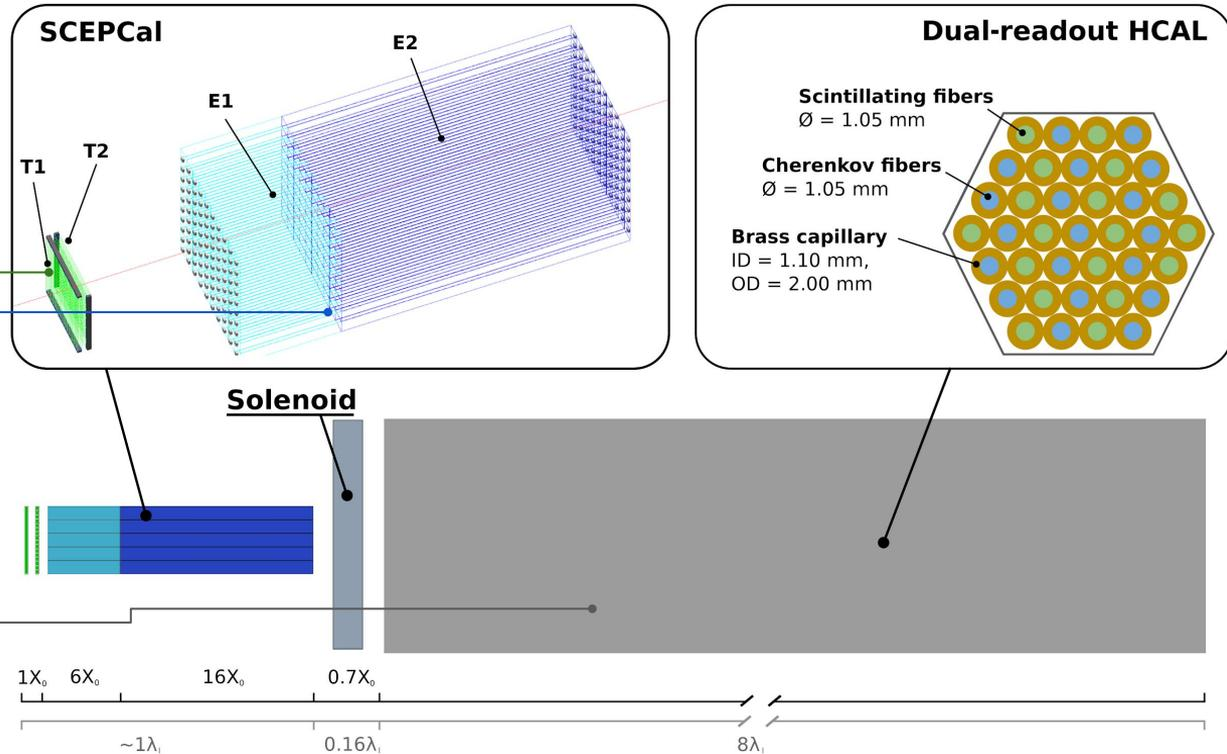 SCEPCal
E2
E1
T2
T1
Dual-readout HCAL
Scintillating fibers
Ø = 1.05 mm
Cherenkov fibers
Ø = 1.05 mm
Brass capillary
ID = 1.10 mm,
OD = 2.00 mm
Solenoid
1X₀ 6X₀ 16X₀ 0.7X₀
~1λI 0.16λI 8λI